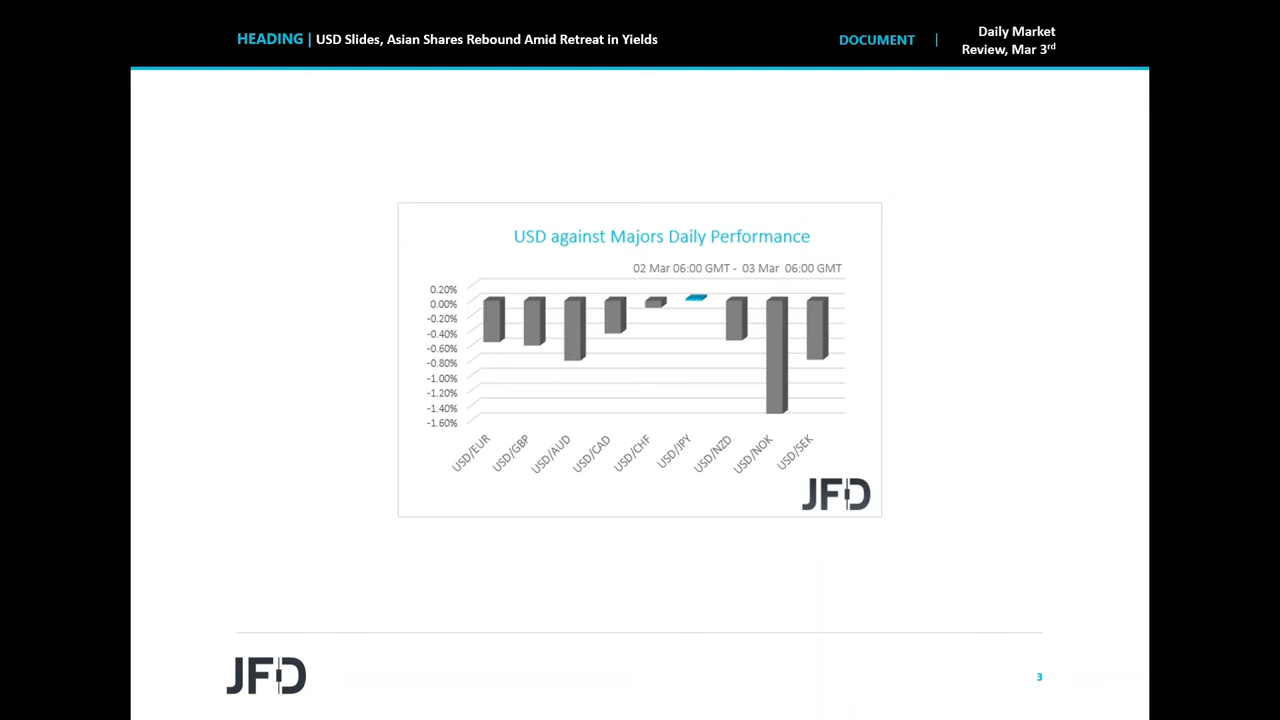 HEADING | USD Slides, Asian Shares Rebound Amid Retreat in Yields
DOCUMENT |
Daily Market
Review, Mar 3rd
USD against Majors Daily Performance
02 Mar 06:00 GMT - 03 Mar 06:00 GMT
0.20%
0.00%
-0.20%
-0.40%
-0.60%
-0.80%
-1.00%
-1.20%
-1.40%
-1.60%
USD/EUR
USD/GBP
USD/AUD
USD/CAD
USD/CHF
USD/JPY
USD/NZD
USD/NOK
USD/SEK
JFD
JFD
3